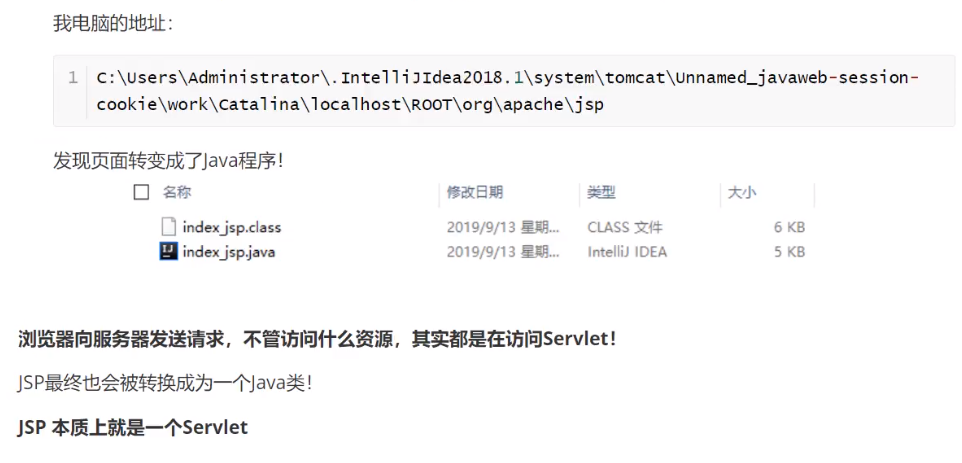 我电脑的地址：
1 C:\Users\Administrator\.IntelliJIdea2018.1\system\tomcat\Unnamed_javaweb-session-
cookie\work\Catalina\localhost\ROOT\org\apache\jsp
发现页面转变成了Java程序！
名称 修改日期 类型 大小
index_jsp.class 2019/9/13 星期... CLASS 文件 6 KB
index_jsp.java 2019/9/13 星期... IntelliJ IDEA 5 KB
浏览器向服务器发送请求，不管访问什么资源，其实都是在访问Servlet！
JSP最终也会被转换成为一个Java类！
JSP 本质上就是一个Servlet